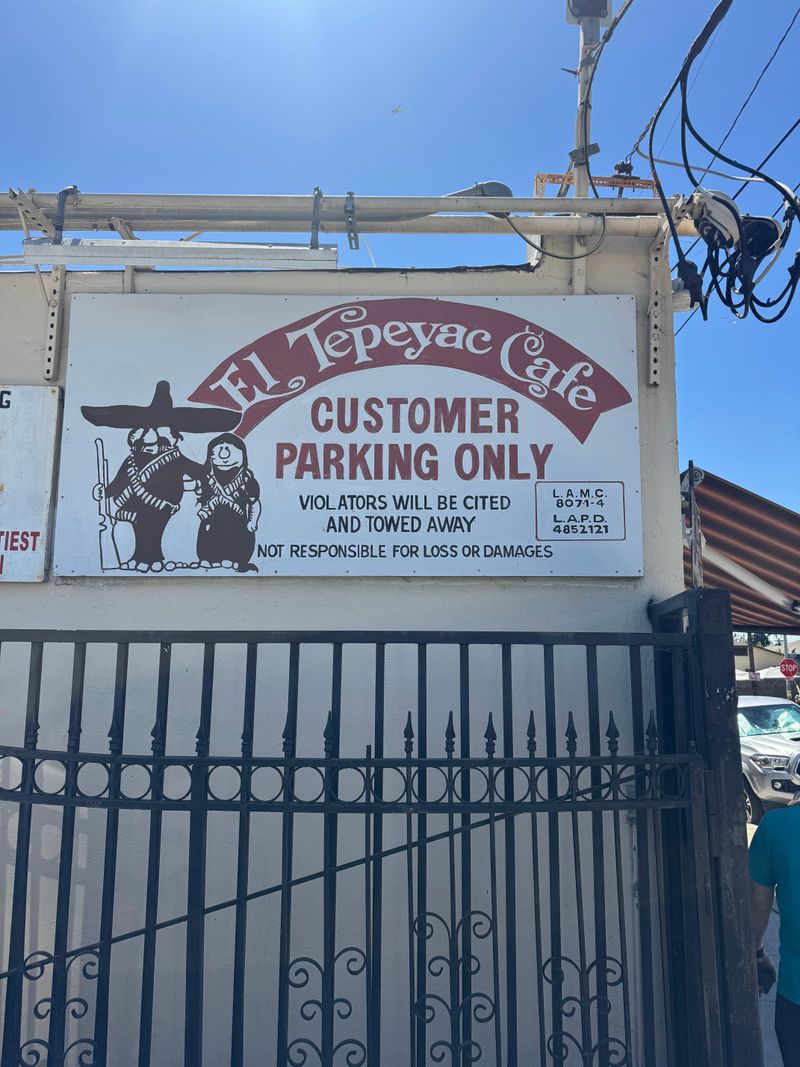 El Tepeyac Cafe
CUSTOMER
PARKING ONLY
VIOLATORS WILL BE CITED
AND TOWED AWAY
NOT RESPONSIBLE FOR LOSS OR DAMAGES
L.A.M.C.
8071-4
L.A.P.D.
4852121
G
TIEST
STOP